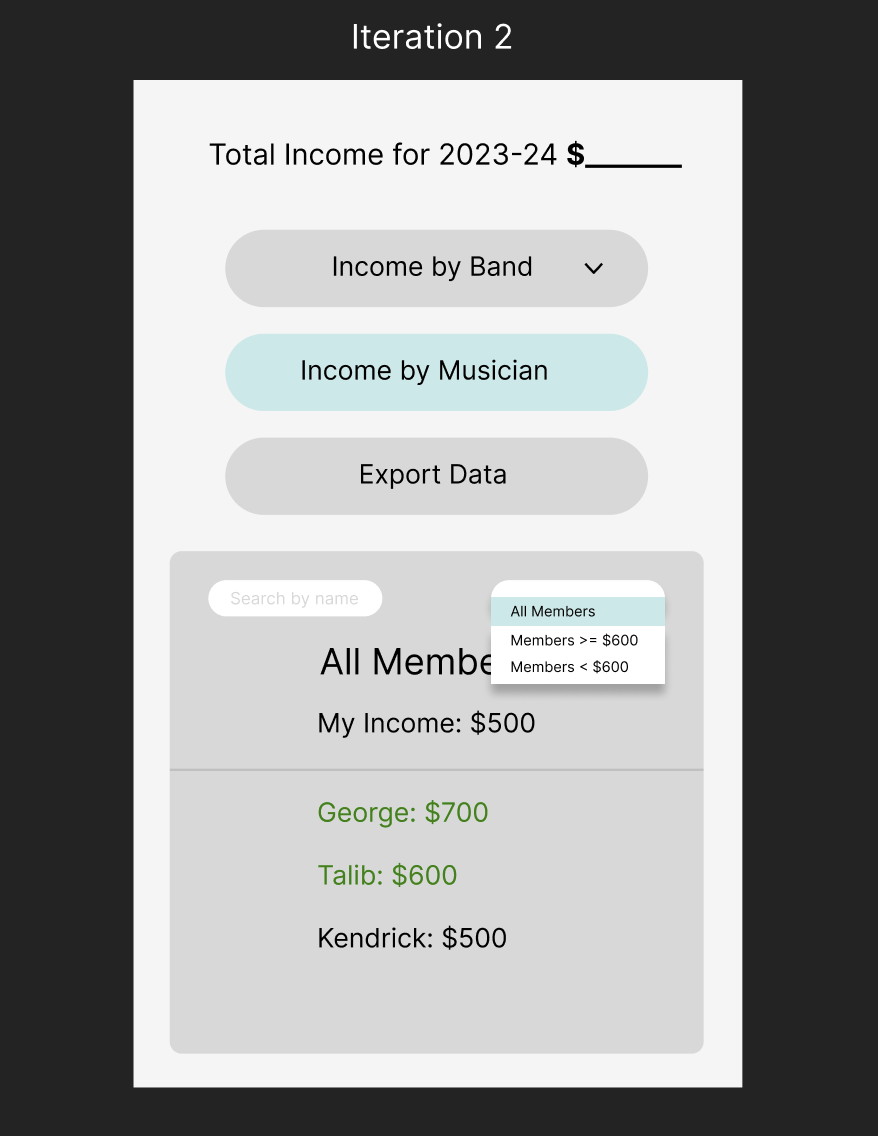 Iteration 2
Total Income for 2023-24 $______
Income by Band
Income by Musician
Export Data
Search by name
All Members
Members >= $600
Members < $600
All Membe
My Income: $500
George: $700
Talib: $600
Kendrick: $500